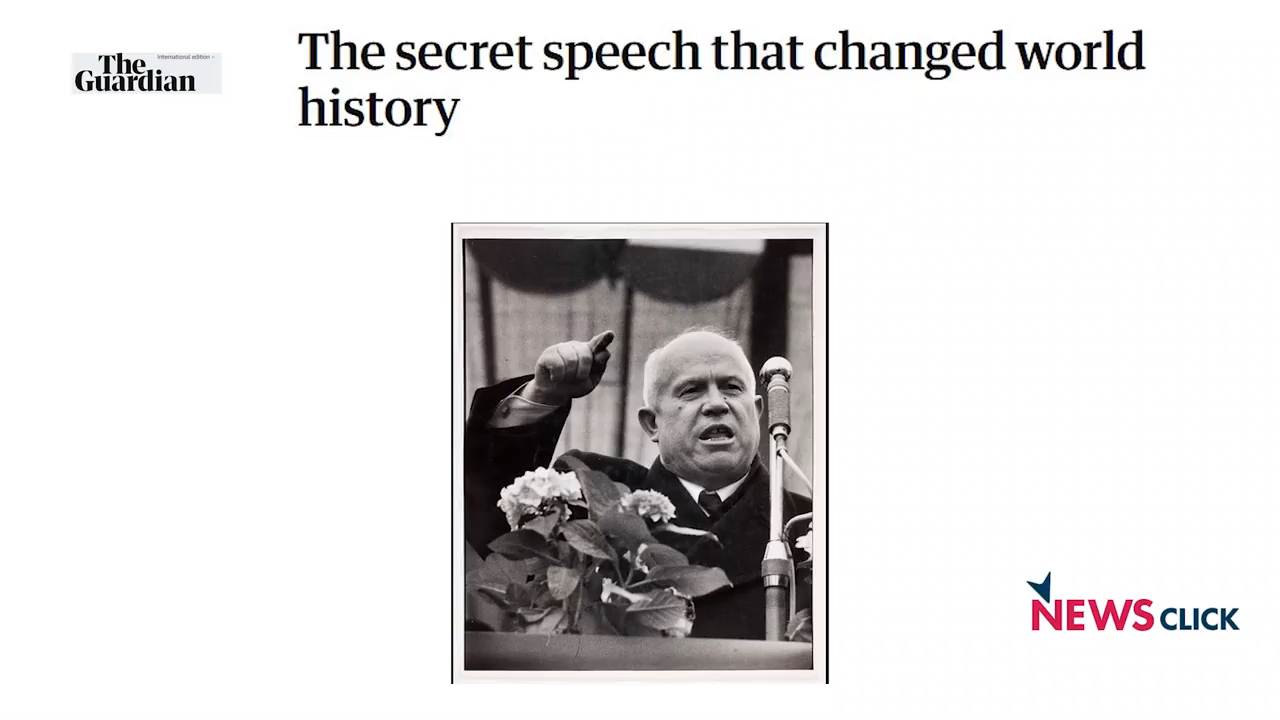 International edition
The
Guardian
The secret speech that changed world
history
NEWSCLICK